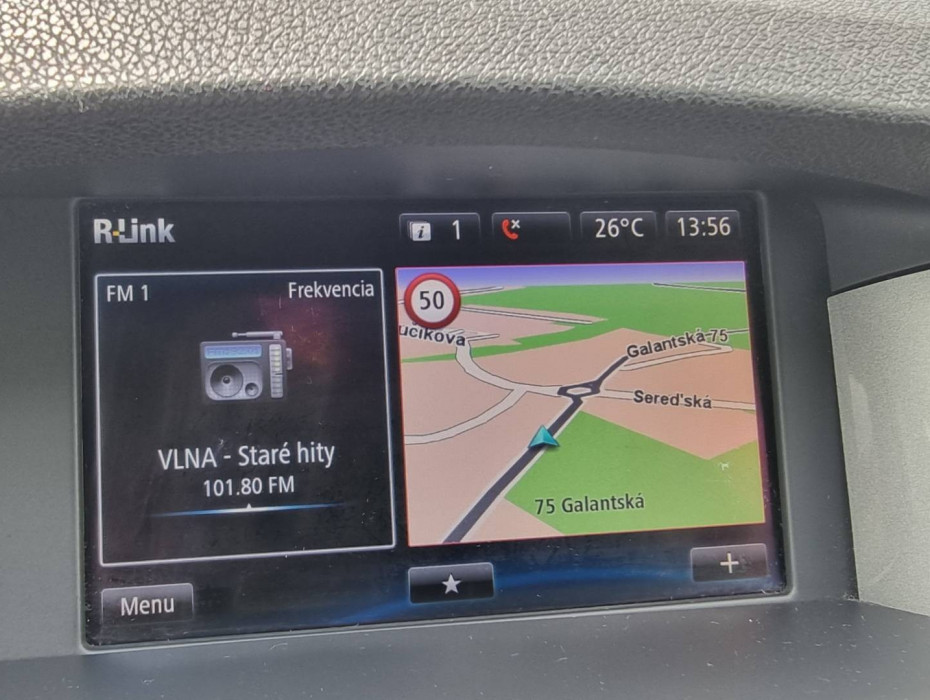 R-Link
1
26°C
13:56
FM 1
Frekvencia
50
ucikova
Galantská 75
Sereďská
VLNA - Staré hity
101.80 FM
75 Galantská
Menu
+